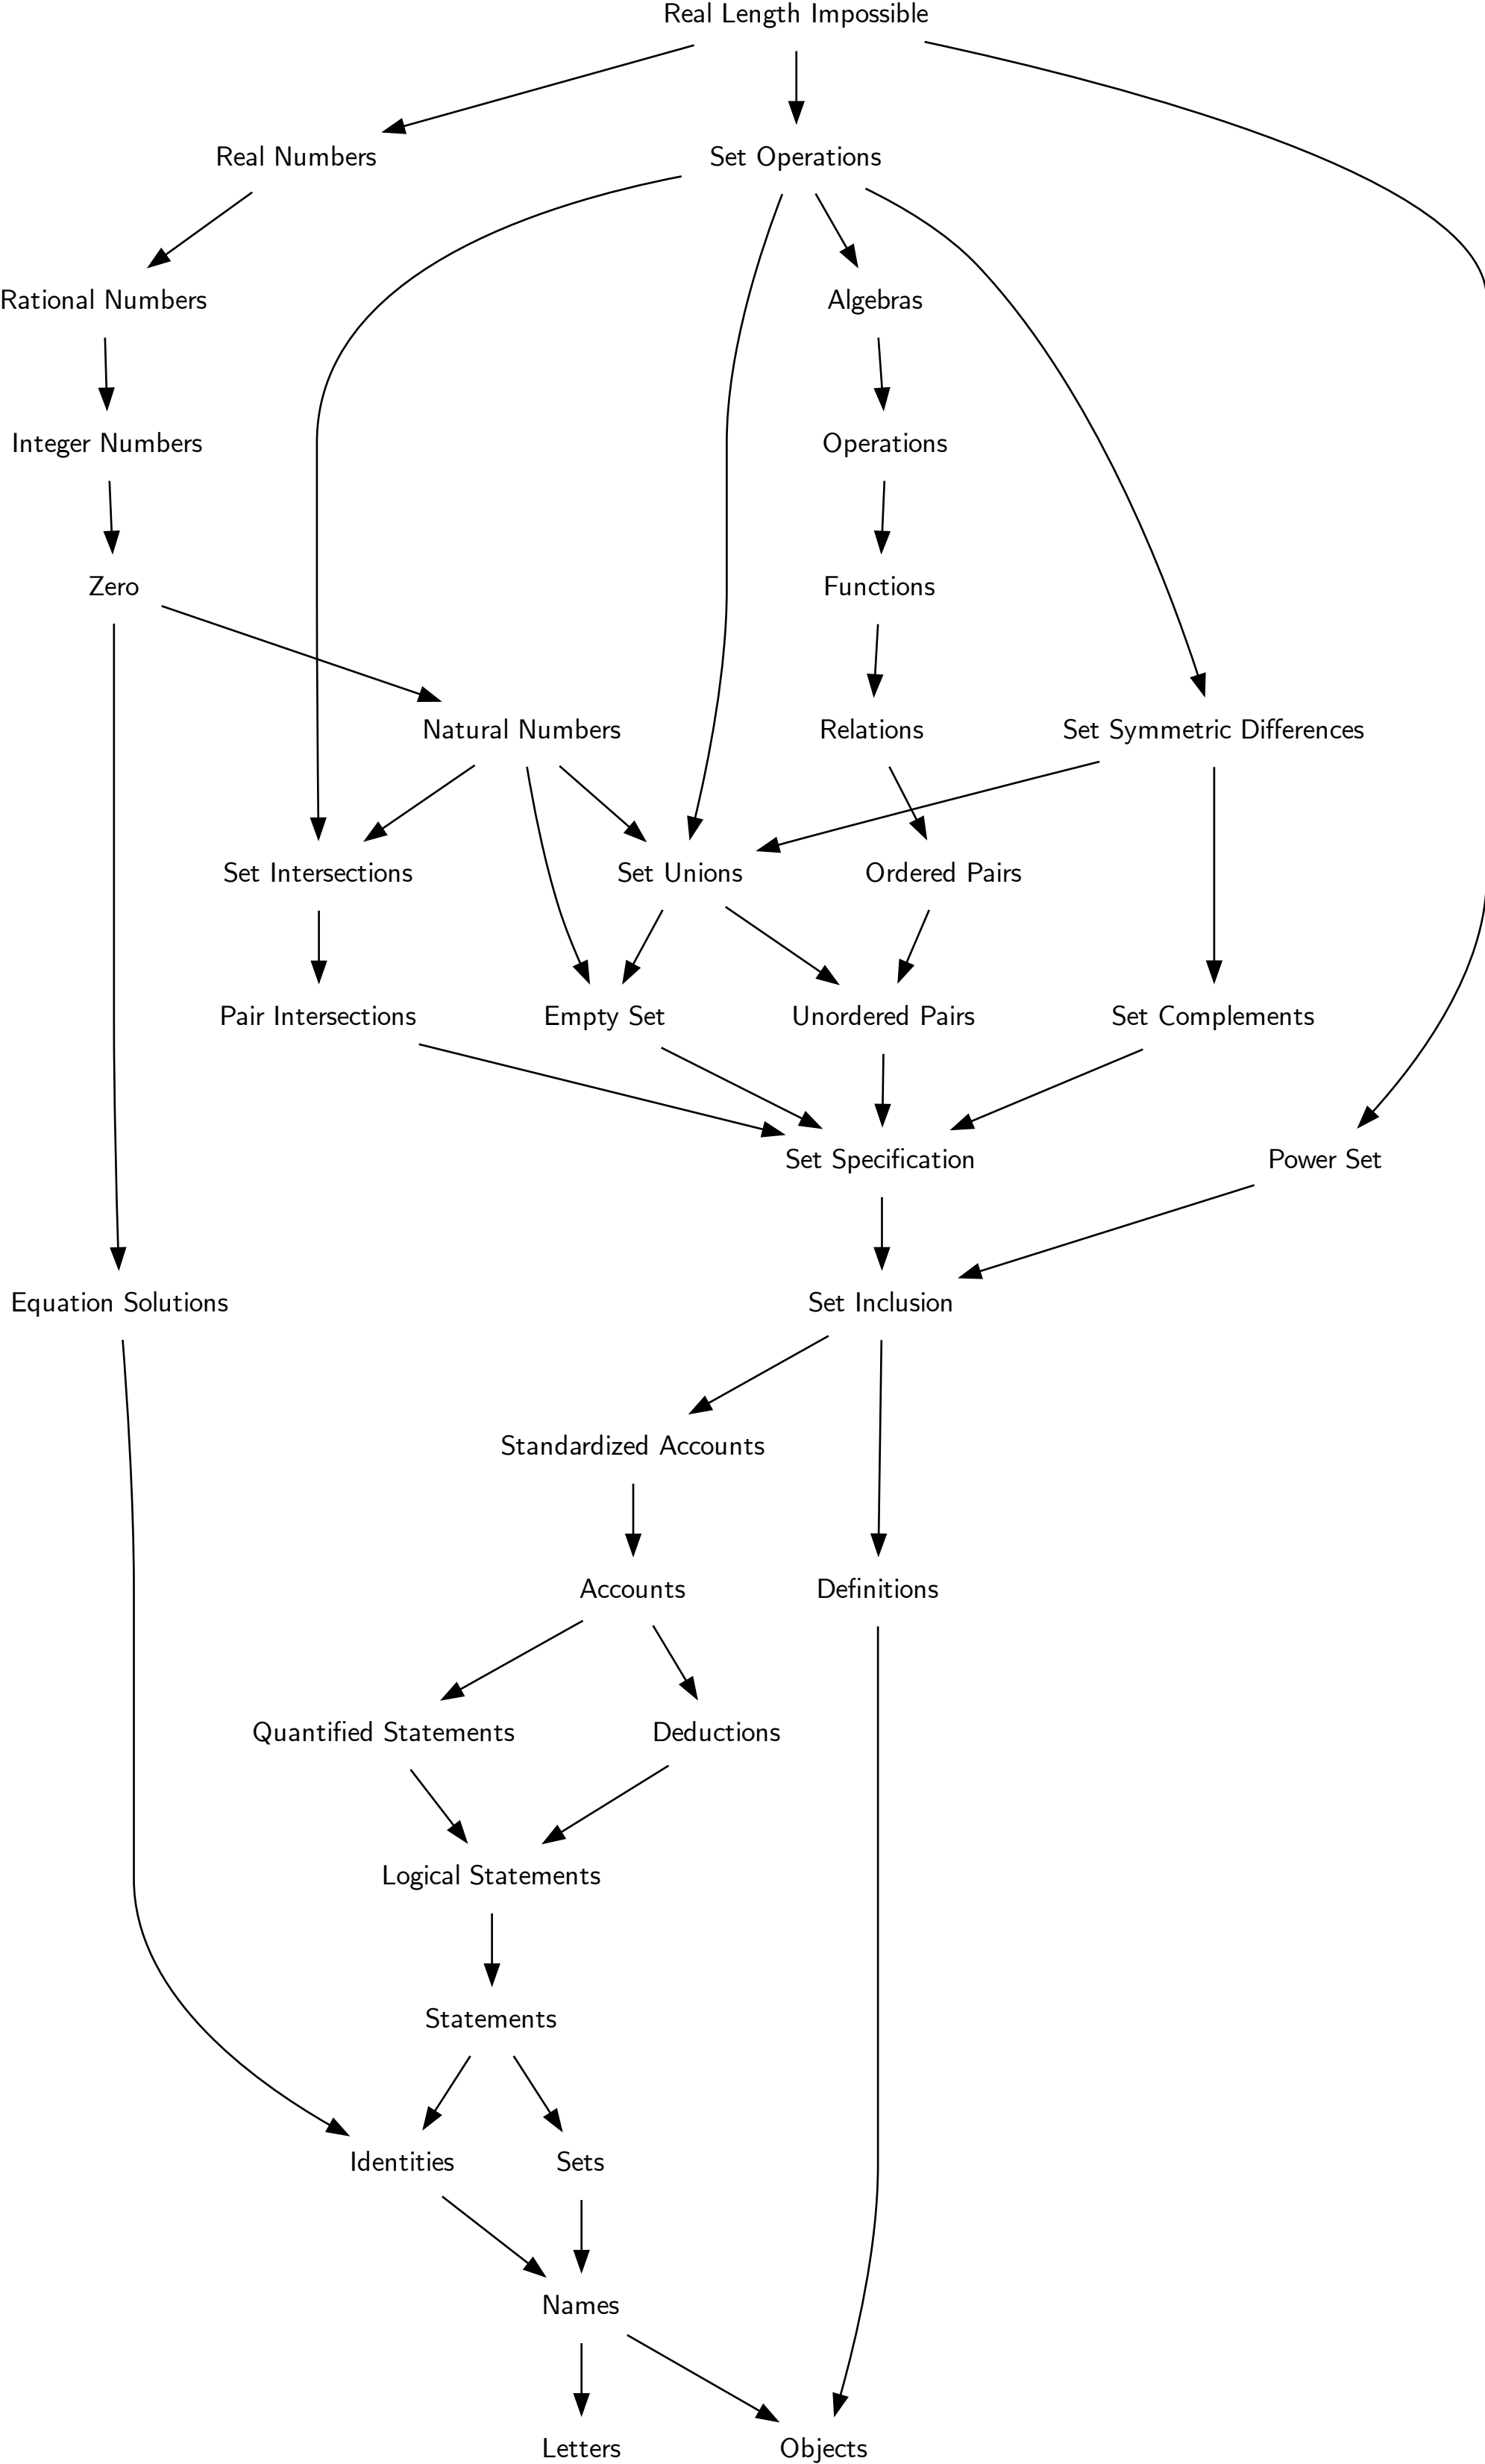 Real Length Impossible
Real Numbers
Set Operations
Rational Numbers
Algebras
Integer Numbers
Operations
Zero
Functions
Natural Numbers
Relations
Set Symmetric Differences
Set Intersections
Set Unions
Ordered Pairs
Pair Intersections
Empty Set
Unordered Pairs
Set Complements
Set Specification
Power Set
Equation Solutions
Set Inclusion
Standardized Accounts
Accounts
Definitions
Quantified Statements
Deductions
Logical Statements
Statements
Identities
Sets
Names
Letters
Objects